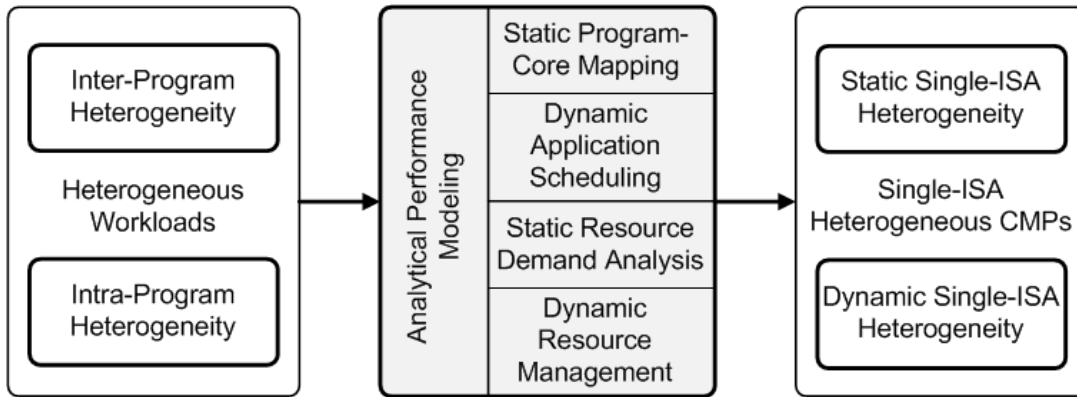 Inter-Program
Heterogeneity
Heterogeneous
Workloads
Intra-Program
Heterogeneity
Analytical Performance
Modeling
Static Program-
Core Mapping
Dynamic
Application
Scheduling
Static Resource
Demand Analysis
Dynamic
Resource
Management
Static Single-ISA
Heterogeneity
Single-ISA
Heterogeneous CMPs
Dynamic Single-ISA
Heterogeneity